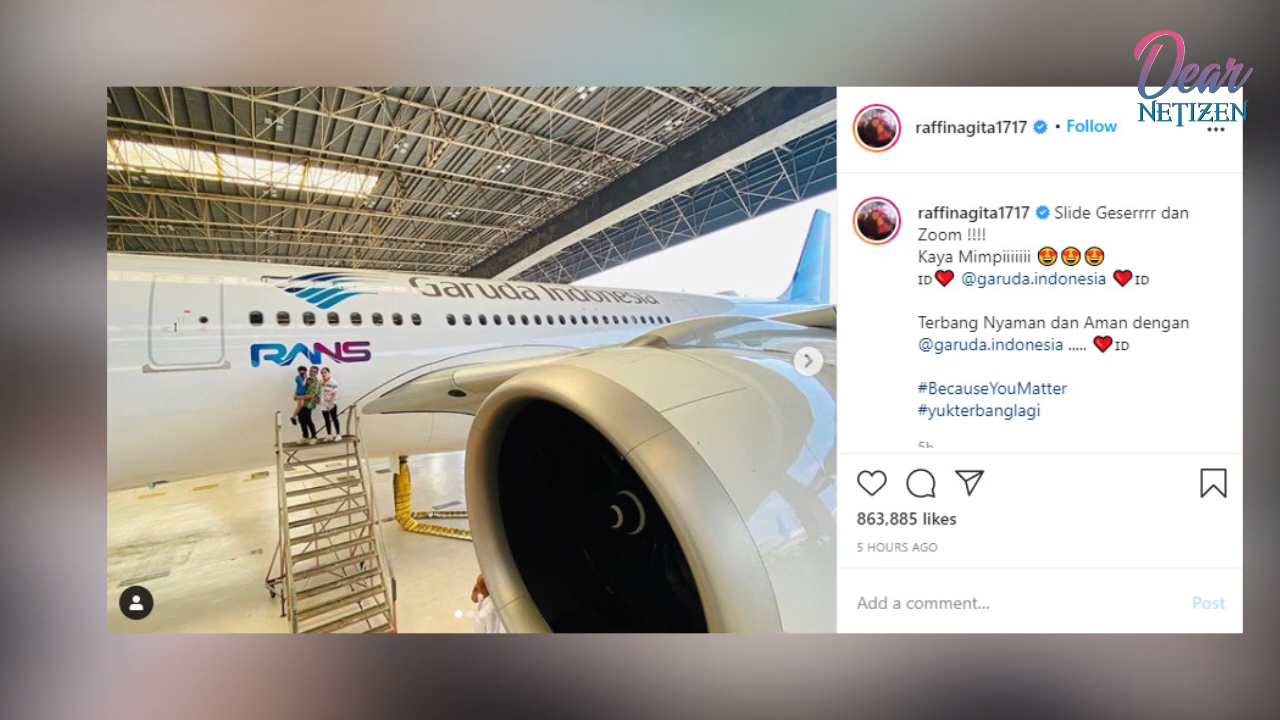 Dear
NETIZEN
Garuda Indonesia
RANS
raffinagita1717 • Follow
raffinagita1717 Slide Geserrrr dan
Zoom !!!!
Kaya Mimpiiiiiii 😍😍😍
ID❤️ @garuda.indonesia ❤️ID
Terbang Nyaman dan Aman dengan
@garuda.indonesia ..... ❤️ID
#BecauseYouMatter
#yukterbanglagi
5h
863,885 likes
5 HOURS AGO
Add a comment... Post